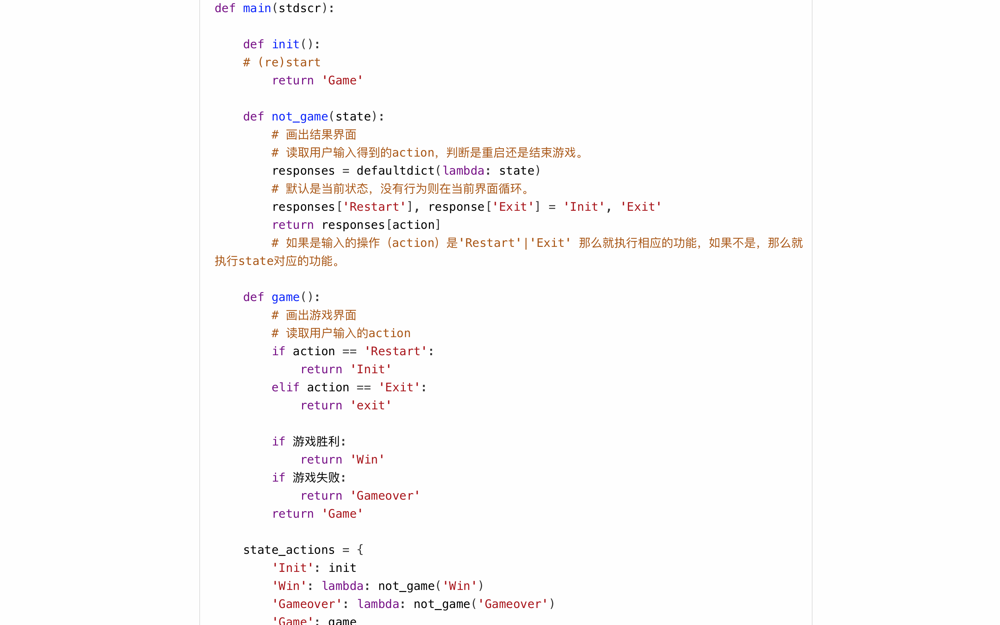 def main(stdscr):
    def init():
    # (re)start
        return 'Game'
    def not_game(state):
        # 画出结果界面
        # 读取用户输入得到的action，判断是重启还是结束游戏。
        responses = defaultdict(lambda: state)
        # 默认是当前状态，没有行为则在当前界面循环。
        responses['Restart'], response['Exit'] = 'Init', 'Exit'
        return responses[action]
        # 如果是输入的操作（action）是'Restart'|'Exit' 那么就执行相应的功能，如果不是，那么就
执行state对应的功能。
    def game():
        # 画出游戏界面
        # 读取用户输入的action
        if action == 'Restart':
            return 'Init'
        elif action == 'Exit':
            return 'exit'
        if 游戏胜利:
            return 'Win'
        if 游戏失败:
            return 'Gameover'
        return 'Game'
    state_actions = {
        'Init': init
        'Win': lambda: not_game('Win')
        'Gameover': lambda: not_game('Gameover')
        'Game': game